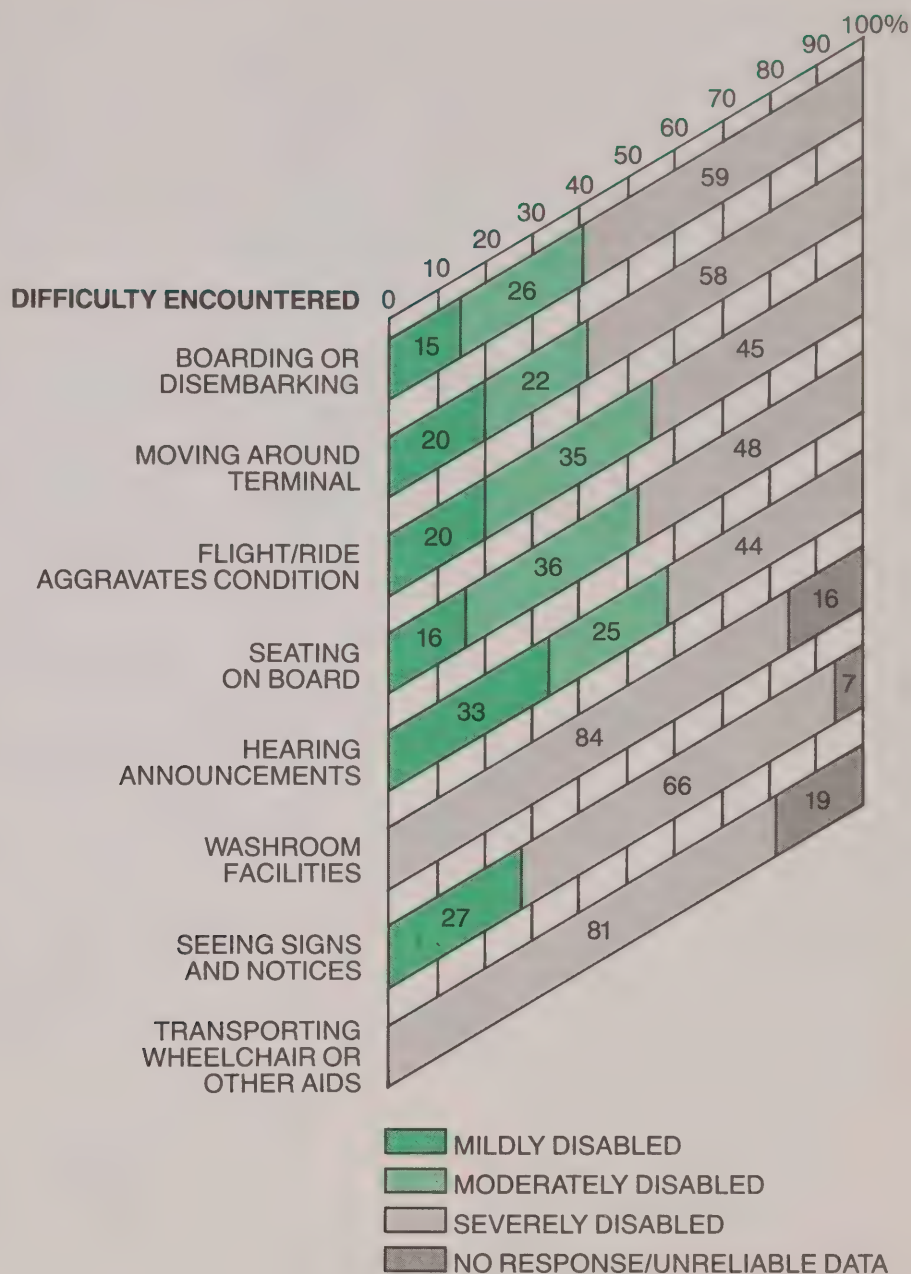 100%
90
80
70
60
50
40
30
20
10
DIFFICULTY ENCOUNTERED 0
BOARDING OR
DISEMBARKING
15 26 59
MOVING AROUND
TERMINAL
20 22 58
FLIGHT/RIDE
AGGRAVATES CONDITION
20 35 45
SEATING
ON BOARD
16 36 48
HEARING
ANNOUNCEMENTS
33 25 44
WASHROOM
FACILITIES
84 16
SEEING SIGNS
AND NOTICES
27 66 7
TRANSPORTING
WHEELCHAIR OR
OTHER AIDS
81 19
MILDLY DISABLED
MODERATELY DISABLED
SEVERELY DISABLED
NO RESPONSE/UNRELIABLE DATA